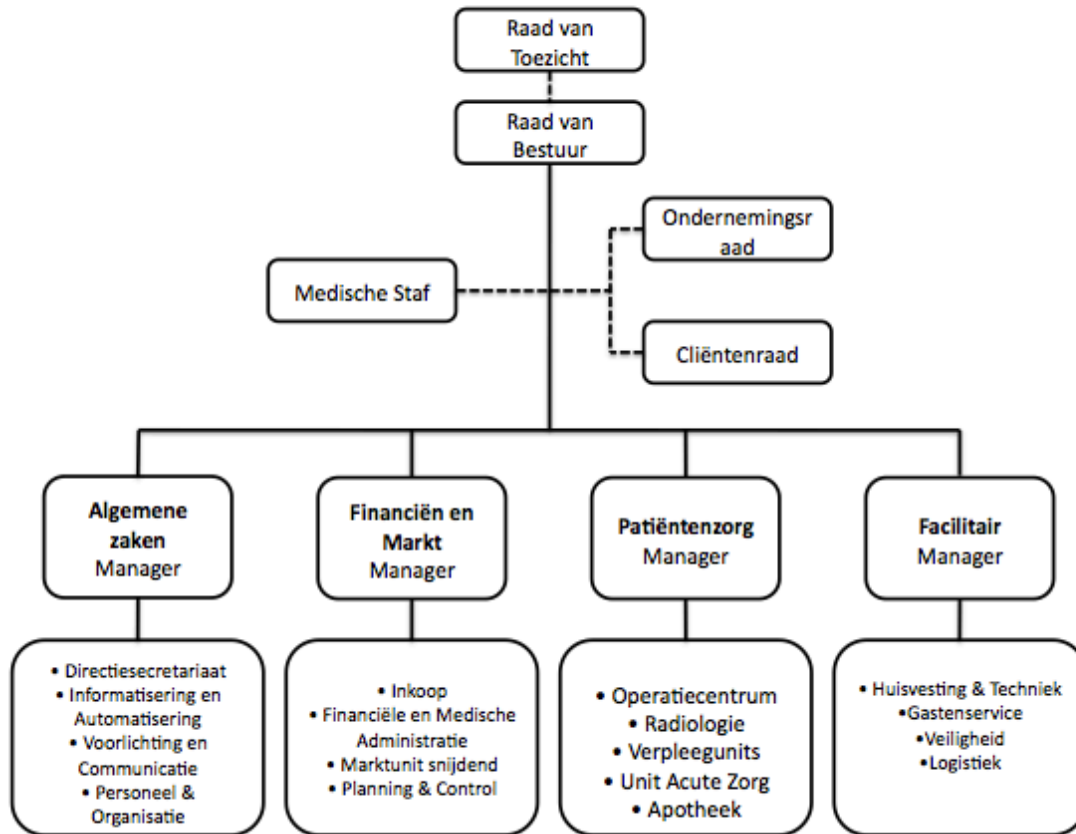 Raad van
Toezicht
Raad van
Bestuur
Ondernemingsr
aad
Medische Staf
Cliëntenraad
Algemene
zaken
Manager
Financiën en
Markt
Manager
Patiëntenzorg
Manager
Facilitair
Manager
• Directiesecretariaat
• Informatisering en
Automatisering
• Voorlichting en
Communicatie
• Personeel &
Organisatie
• Inkoop
• Financiële en Medische
Administratie
• Marktunit snijdend
• Planning & Control
• Operatiecentrum
• Radiologie
• Verpleegunits
• Unit Acute Zorg
• Apotheek
• Huisvesting & Techniek
•Gastenservice
•Veiligheid
•Logistiek